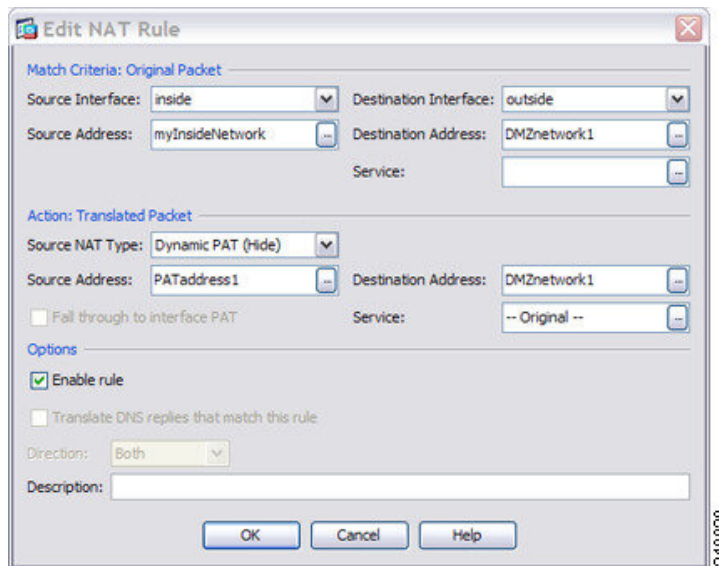 Edit NAT Rule
Match Criteria: Original Packet
Source Interface: inside Destination Interface: outside
Source Address: myInsideNetwork ... Destination Address: DMZnetwork1 ...
Service: ...
Action: Translated Packet
Source NAT Type: Dynamic PAT (Hide)
Source Address: PATaddress1 ... Destination Address: DMZnetwork1 ...
Fall through to interface PAT Service: -- Original -- ...
Options
Enable rule
Translate DNS replies that match this rule
Direction: Both
Description:
OK Cancel Help